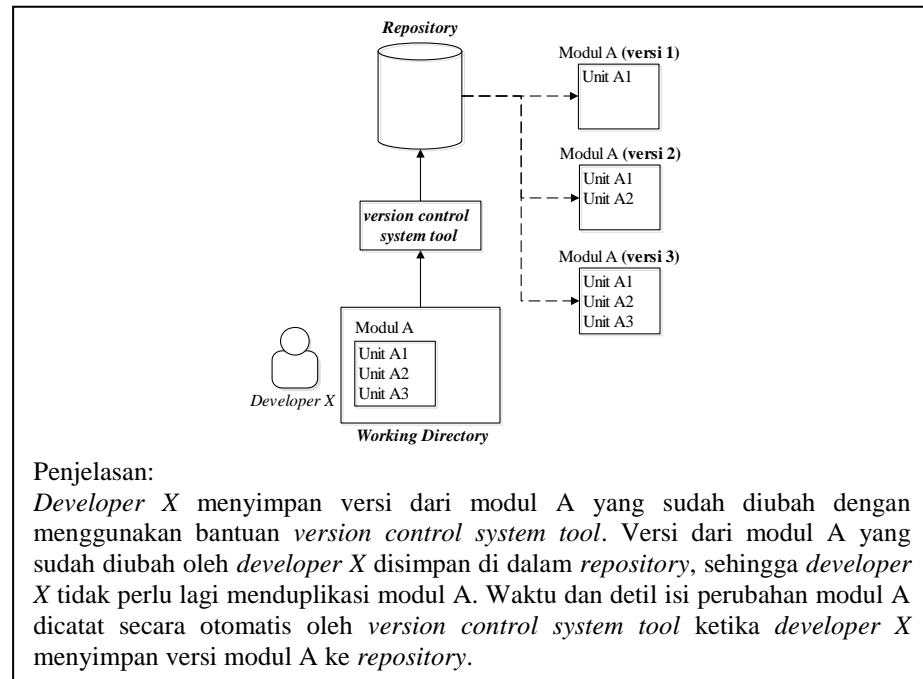 Repository
Modul A (versi 1)
Unit A1
Modul A (versi 2)
Unit A1
Unit A2
version control
system tool
Modul A (versi 3)
Unit A1
Unit A2
Unit A3
Modul A
Unit A1
Unit A2
Unit A3
Developer X
Working Directory
Penjelasan:
Developer X menyimpan versi dari modul A yang sudah diubah dengan
menggunakan bantuan version control system tool. Versi dari modul A yang
sudah diubah oleh developer X disimpan di dalam repository, sehingga developer
X tidak perlu lagi menduplikasi modul A. Waktu dan detil isi perubahan modul A
dicatat secara otomatis oleh version control system tool ketika developer X
menyimpan versi modul A ke repository.